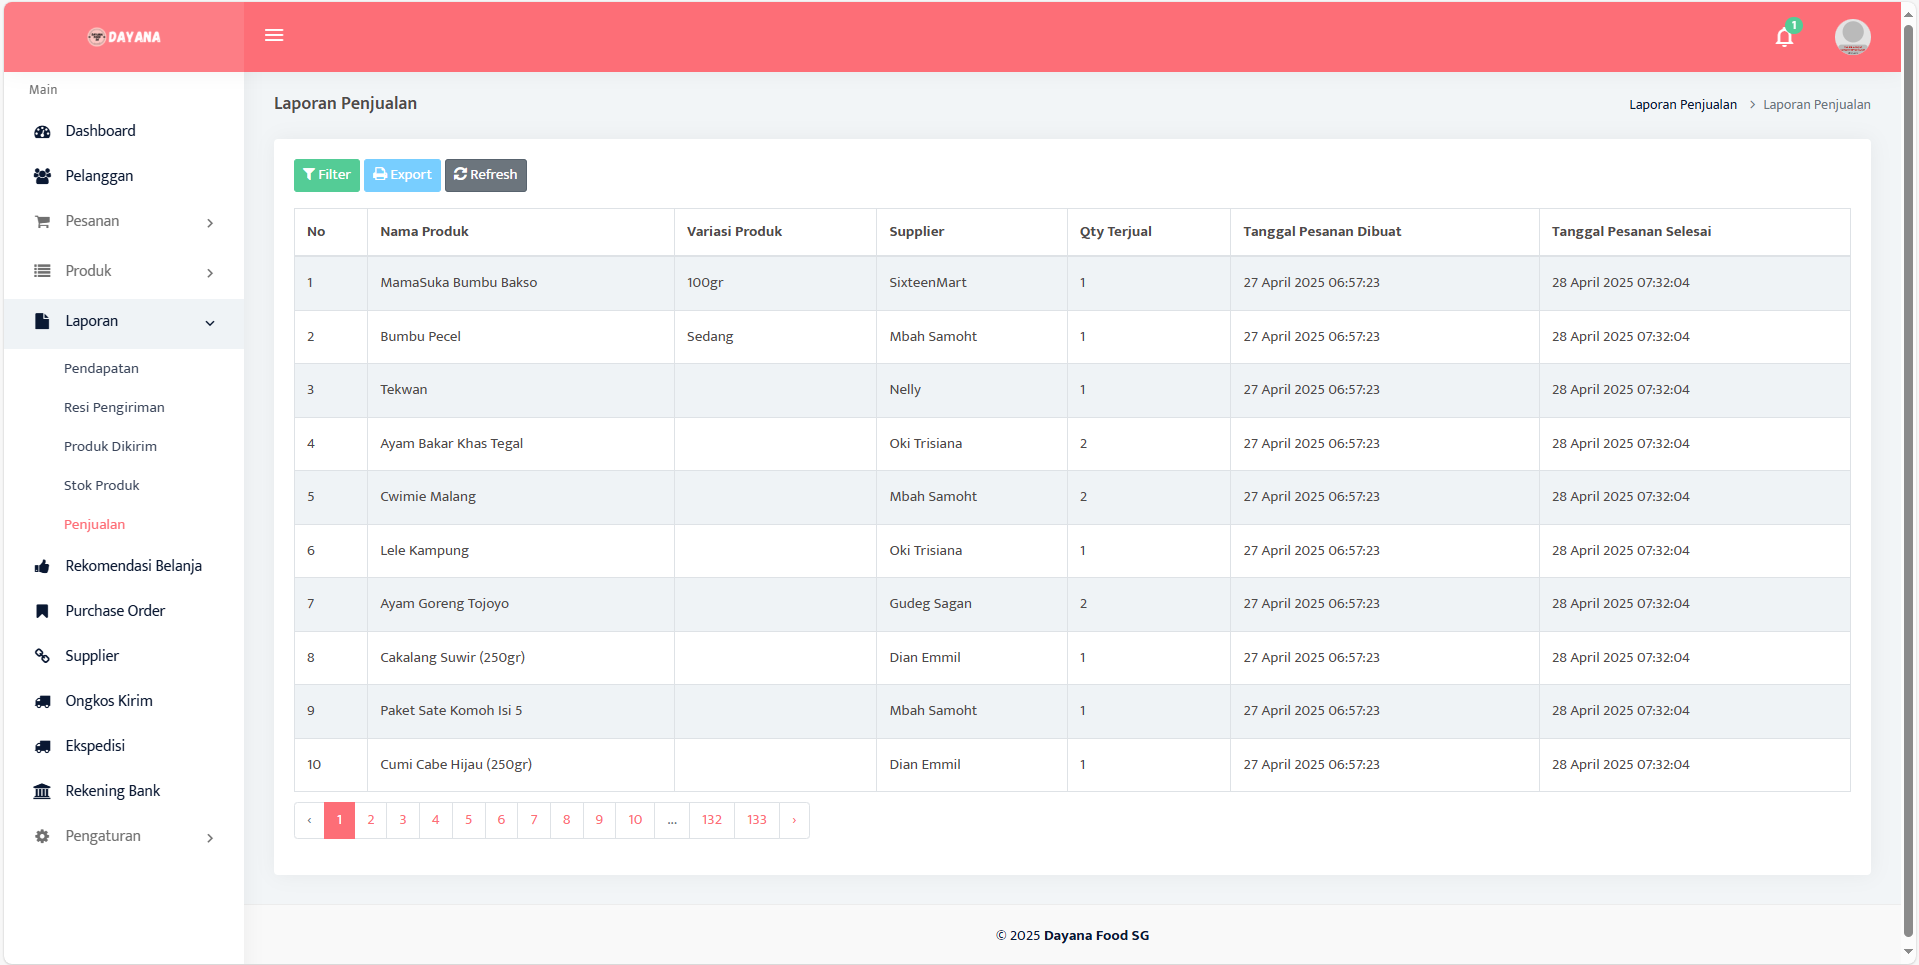 DAYANA
1
Main
Dashboard
Pelanggan
Pesanan
Produk
Laporan
Pendapatan
Resi Pengiriman
Produk Dikirim
Stok Produk
Penjualan
Rekomendasi Belanja
Purchase Order
Supplier
Ongkos Kirim
Ekspedisi
Rekening Bank
Pengaturan
Laporan Penjualan
Laporan Penjualan > Laporan Penjualan
Filter Export Refresh
No Nama Produk Variasi Produk Supplier Qty Terjual Tanggal Pesanan Dibuat Tanggal Pesanan Selesai
1 MamaSuka Bumbu Bakso 100gr SixteenMart 1 27 April 2025 06:57:23 28 April 2025 07:32:04
2 Bumbu Pecel Sedang Mbah Samoht 1 27 April 2025 06:57:23 28 April 2025 07:32:04
3 Tekwan Nelly 1 27 April 2025 06:57:23 28 April 2025 07:32:04
4 Ayam Bakar Khas Tegal Oki Trisiana 2 27 April 2025 06:57:23 28 April 2025 07:32:04
5 Cwimie Malang Mbah Samoht 2 27 April 2025 06:57:23 28 April 2025 07:32:04
6 Lele Kampung Oki Trisiana 1 27 April 2025 06:57:23 28 April 2025 07:32:04
7 Ayam Goreng Tojoyo Gudeg Sagan 2 27 April 2025 06:57:23 28 April 2025 07:32:04
8 Cakalang Suwir (250gr) Dian Emmil 1 27 April 2025 06:57:23 28 April 2025 07:32:04
9 Paket Sate Komoh Isi 5 Mbah Samoht 1 27 April 2025 06:57:23 28 April 2025 07:32:04
10 Cumi Cabe Hijau (250gr) Dian Emmil 1 27 April 2025 06:57:23 28 April 2025 07:32:04
‹ 1 2 3 4 5 6 7 8 9 10 ... 132 133 ›
© 2025 Dayana Food SG